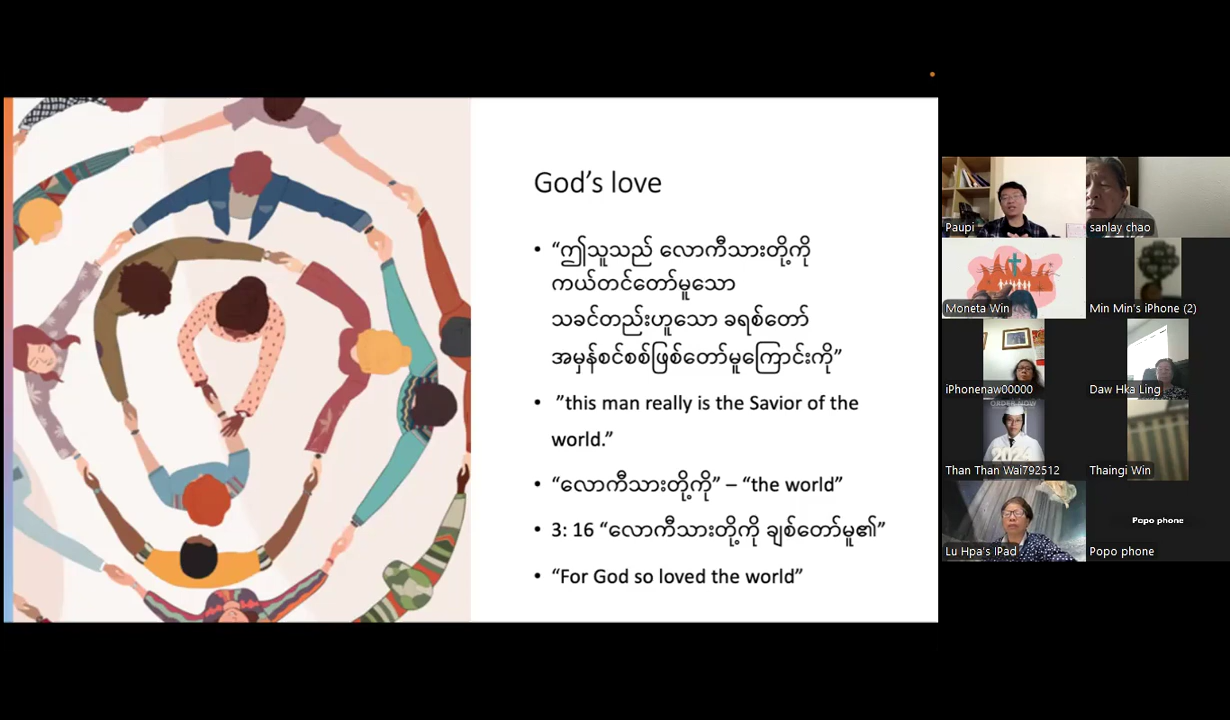 God's love
• “ဤသူသည် လောကီသားတို့ကို
ကယ်တင်တော်မူသော
သခင်တည်းဟူသော ခရစ်တော်
အမှန်စင်စစ်ဖြစ်တော်မူကြောင်းကို”
• ”this man really is the Savior of the
world.”
• “လောကီသားတို့ကို” – “the world”
• 3: 16 “လောကီသားတို့ကို ချစ်တော်မူ၏”
• “For God so loved the world”
Paupi
sanlay chao
Moneta Win
Min Min's iPhone (2)
iPhonenaw00000
Daw Hka Ling
Than Than Wai792512
Thaingi Win
Lu Hpa's IPad
Popo phone
Popo phone